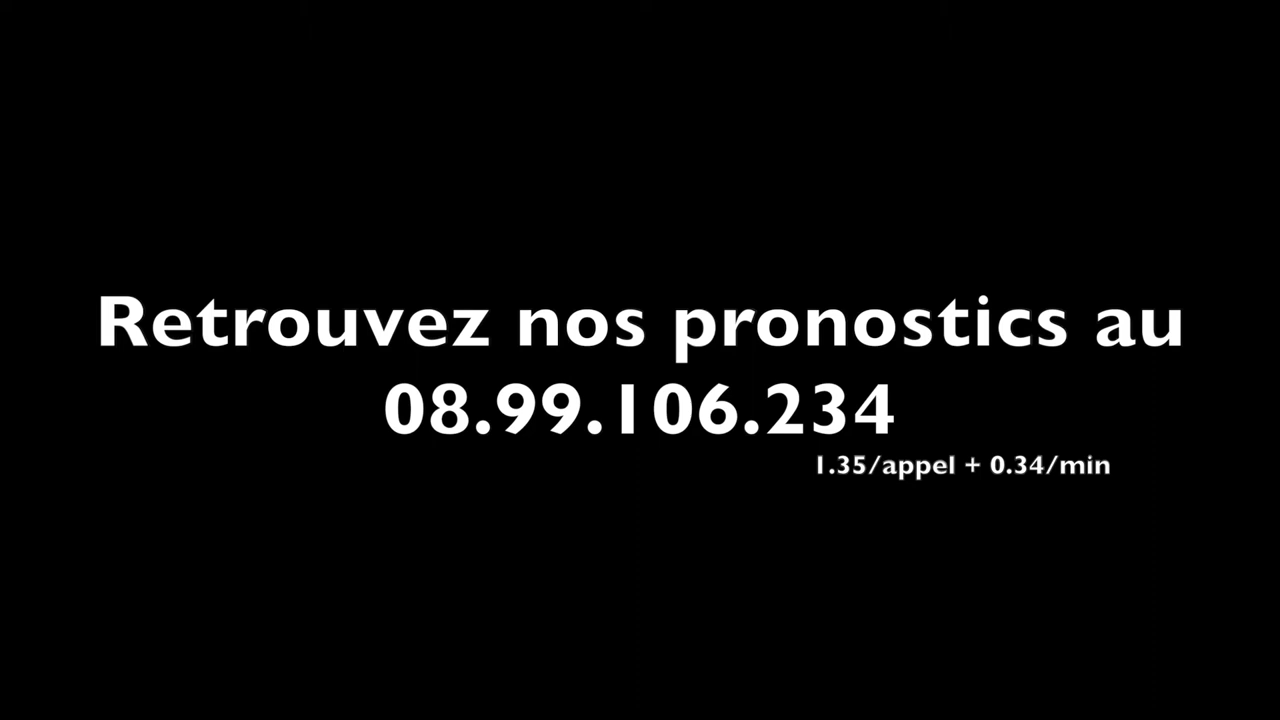 Retrouvez nos pronostics au
08.99.106.234
1.35/appel + 0.34/min